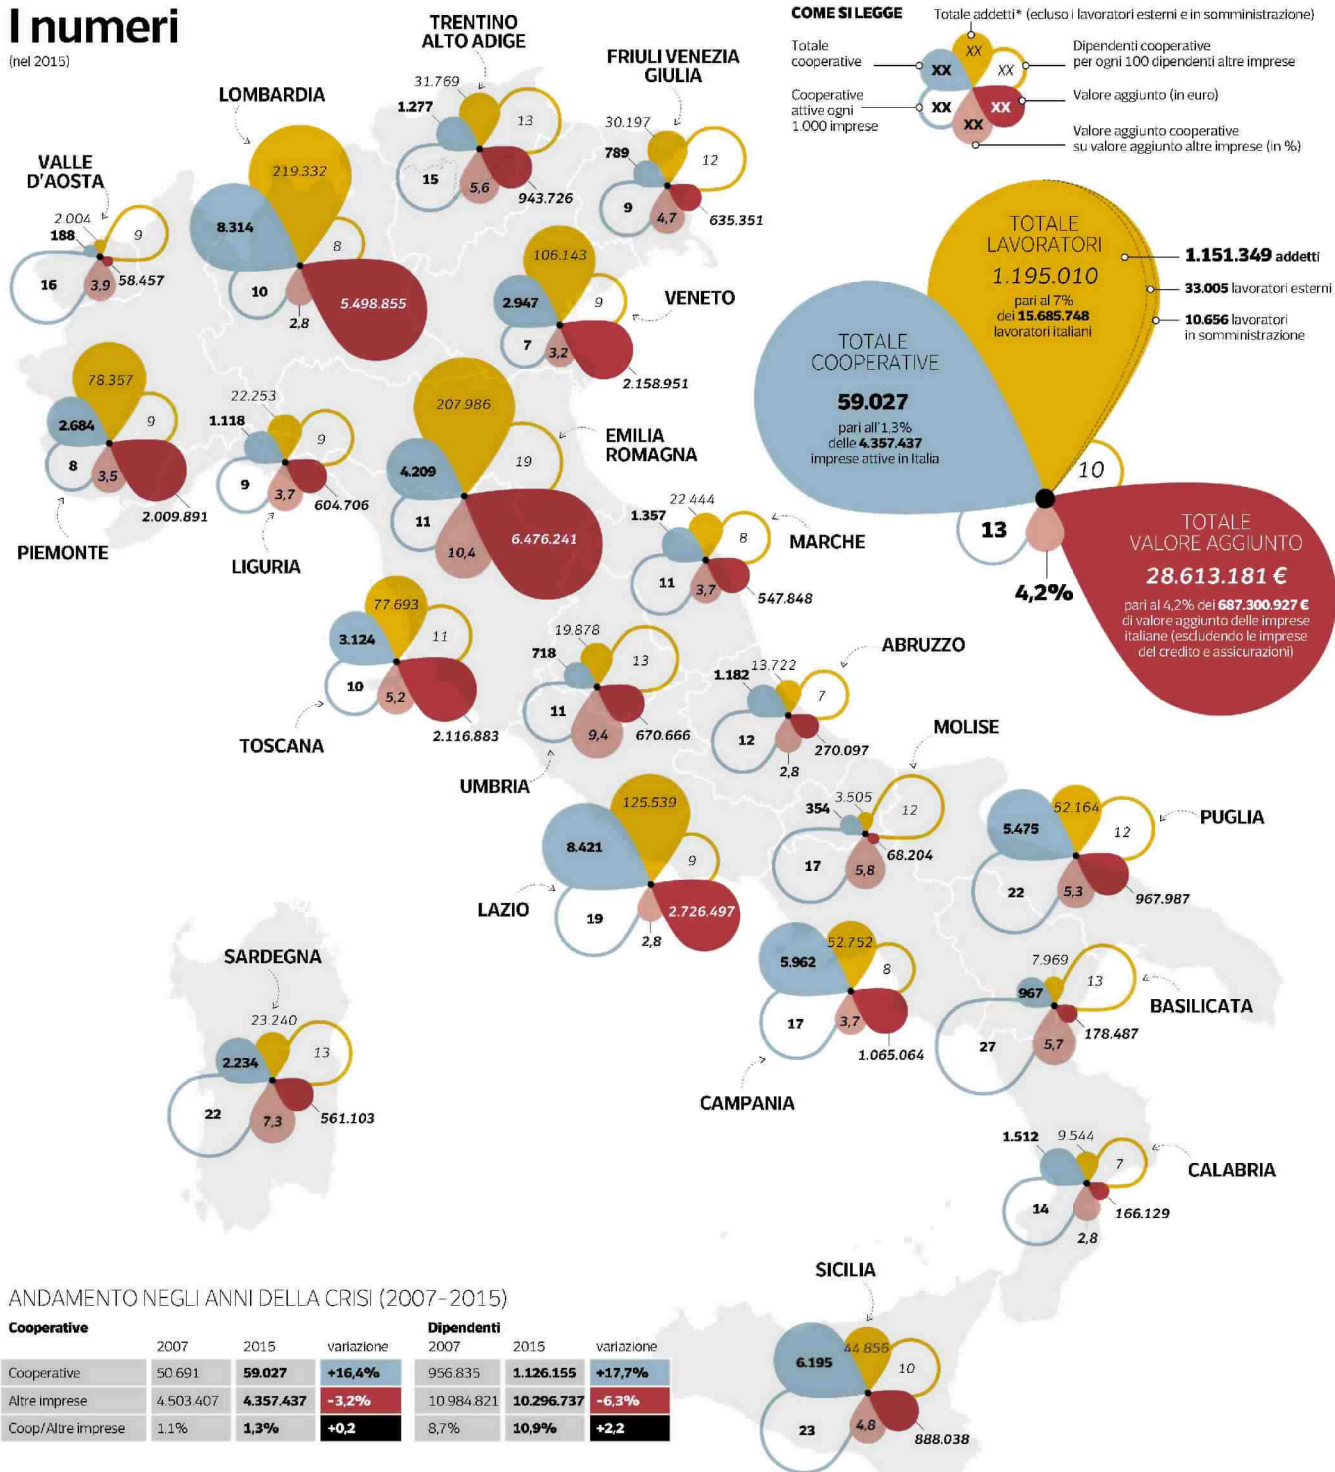 I numeri
(nel 2015)
COME SI LEGGE
Totale addetti* (ecluso i lavoratori esterni e in somministrazione)
Totale
cooperative
XX
XX
XX
Dipendenti cooperative
per ogni 100 dipendenti altre imprese
Cooperative
attive ogni
1.000 imprese
XX
XX
XX
Valore aggiunto (in euro)
Valore aggiunto cooperative
su valore aggiunto altre imprese (in %)
TRENTINO
ALTO ADIGE
31.769
1.277
13
15
5,6
943.726
FRIULI VENEZIA
GIULIA
30.197
789
12
9
4,7
635.351
LOMBARDIA
219.332
8.314
8
10
2,8
5.498.855
VALLE
D'AOSTA
2.004
188
9
16
3,9
58.457
VENETO
106.143
2.947
9
7
3,2
2.158.951
TOTALE
LAVORATORI
1.195.010
pari al 7%
dei 15.685.748
lavoratori italiani
1.151.349 addetti
33.005 lavoratori esterni
10.656 lavoratori
in somministrazione
TOTALE
COOPERATIVE
59.027
pari all'1,3%
delle 4.357.437
imprese attive in Italia
10
13
4,2%
TOTALE
VALORE AGGIUNTO
28.613.181 €
pari al 4,2% dei 687.300.927 €
di valore aggiunto delle imprese
italiane (escludendo le imprese
del credito e assicurazioni)
78.357
2.684
9
8
3,5
2.009.891
PIEMONTE
22.253
1.118
9
9
3,7
604.706
LIGURIA
207.986
4.209
19
11
10,4
6.476.241
EMILIA
ROMAGNA
22.444
1.357
8
11
3,7
547.848
MARCHE
77.693
3.124
11
10
5,2
2.116.883
TOSCANA
19.878
718
13
11
9,4
670.666
UMBRIA
ABRUZZO
13.722
1.182
7
12
2,8
270.097
MOLISE
3.505
354
12
17
5,8
68.204
125.539
8.421
9
19
2,8
2.726.497
LAZIO
52.164
5.475
12
22
5,3
967.987
PUGLIA
52.752
5.962
8
17
3,7
1.065.064
CAMPANIA
7.969
967
13
27
5,7
178.487
BASILICATA
SARDEGNA
23.240
2.234
13
22
7,3
561.103
9.544
1.512
7
14
2,8
166.129
CALABRIA
SICILIA
44.856
6.195
10
23
4,8
888.038
ANDAMENTO NEGLI ANNI DELLA CRISI (2007-2015)
Cooperative Dipendenti
2007 2015 variazione 2007 2015 variazione
Cooperative 50.691 59.027 +16,4% 956.835 1.126.155 +17,7%
Altre imprese 4.503.407 4.357.437 -3,2% 10.984.821 10.296.737 -6,3%
Coop/Altre imprese 1,1% 1,3% +0,2 8,7% 10,9% +2,2